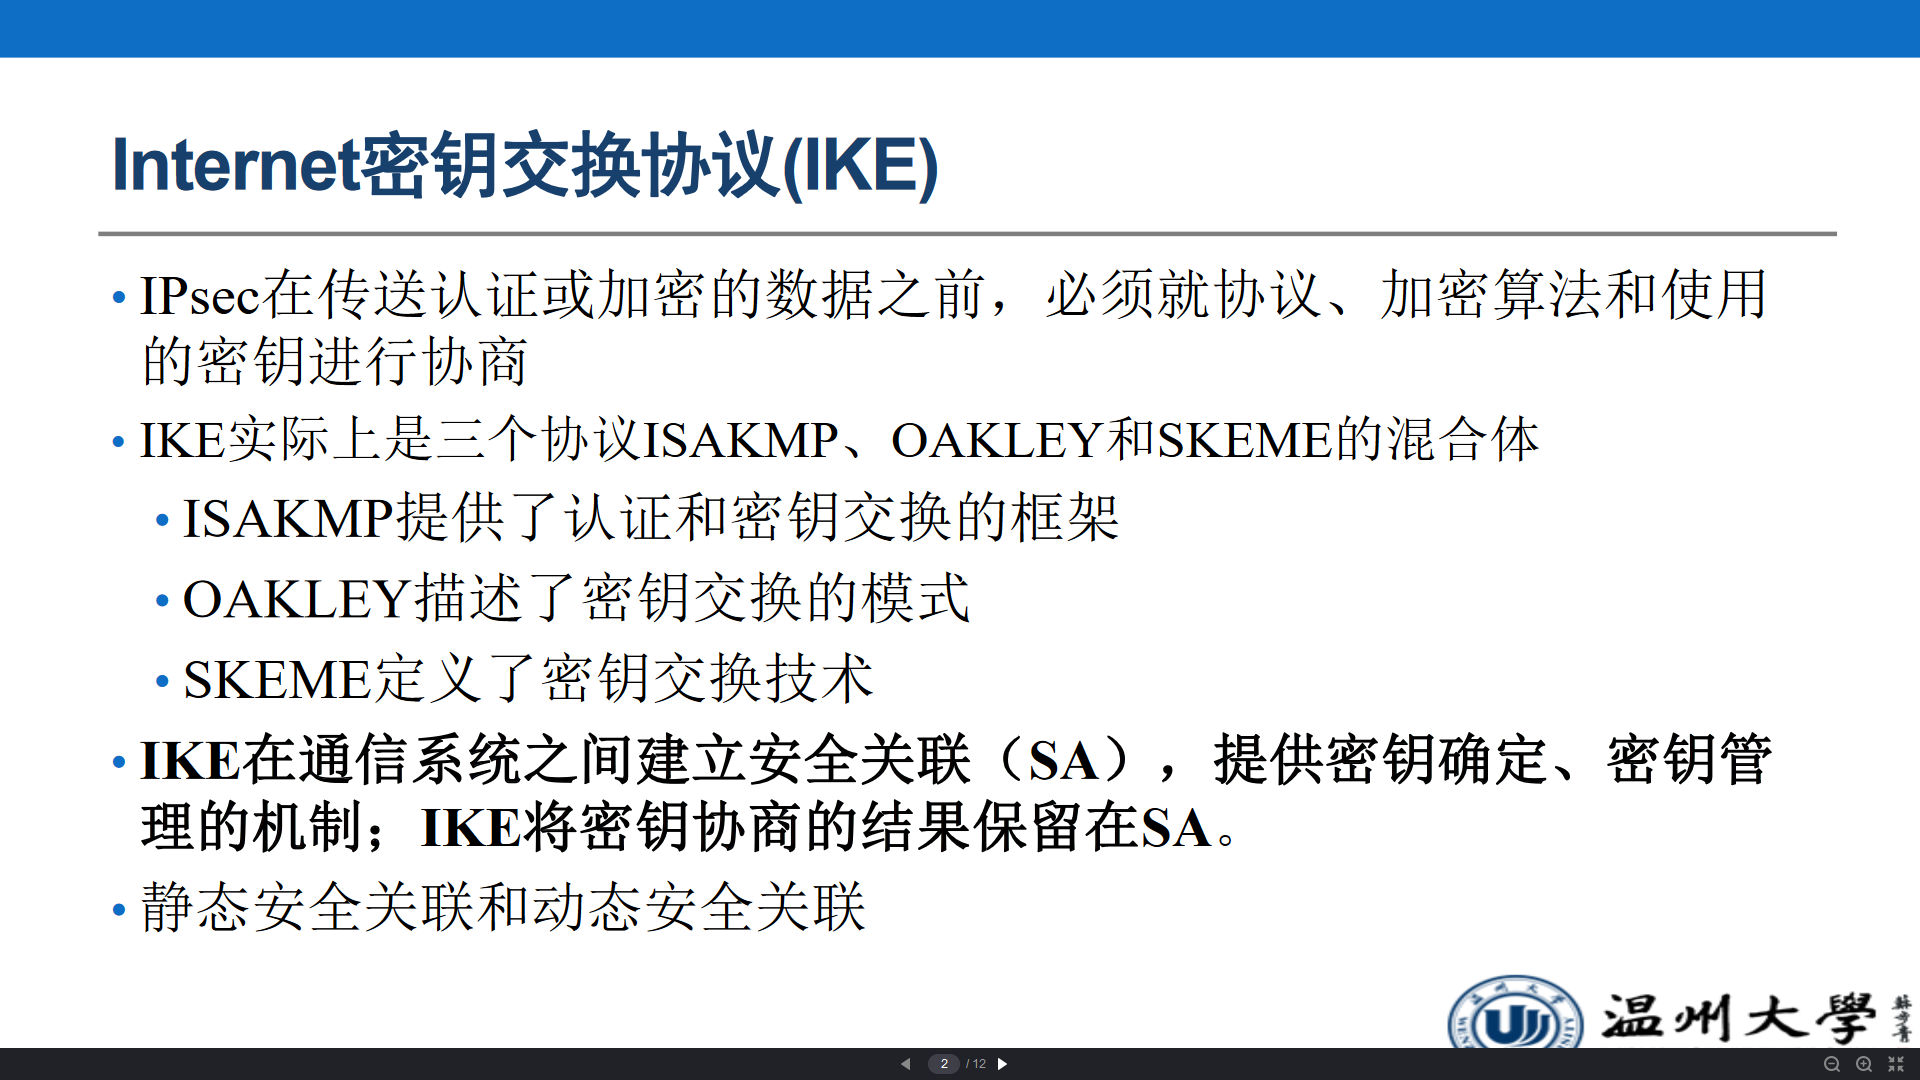 Internet密钥交换协议(IKE)
• IPsec在传送认证或加密的数据之前，必须就协议、加密算法和使用
的密钥进行协商
• IKE实际上是三个协议ISAKMP、OAKLEY和SKEME的混合体
• ISAKMP提供了认证和密钥交换的框架
• OAKLEY描述了密钥交换的模式
• SKEME定义了密钥交换技术
• IKE在通信系统之间建立安全关联（SA），提供密钥确定、密钥管
理的机制；IKE将密钥协商的结果保留在SA。
• 静态安全关联和动态安全关联
温州大学
温州大學
蘇步青
2 / 12